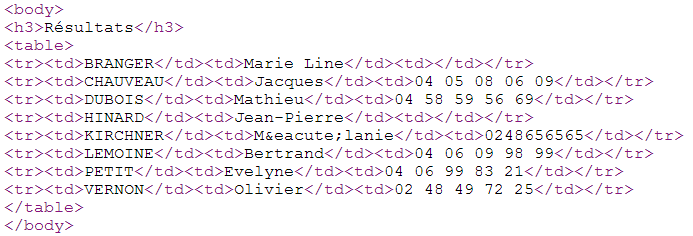 <body>
<h3>Résultats</h3>
<table>
<tr><td>BRANGER</td><td>Marie Line</td><td></td></tr>
<tr><td>CHAUVEAU</td><td>Jacques</td><td>04 05 08 06 09</td></tr>
<tr><td>DUBOIS</td><td>Mathieu</td><td>04 58 59 56 69</td></tr>
<tr><td>HINARD</td><td>Jean-Pierre</td><td></td></tr>
<tr><td>KIRCHNER</td><td>M&eacute;lanie</td><td>0248656565</td></tr>
<tr><td>LEMOINE</td><td>Bertrand</td><td>04 06 09 98 99</td></tr>
<tr><td>PETIT</td><td>Evelyne</td><td>04 06 99 83 21</td></tr>
<tr><td>VERNON</td><td>Olivier</td><td>02 48 49 72 25</td></tr>
</table>
</body>